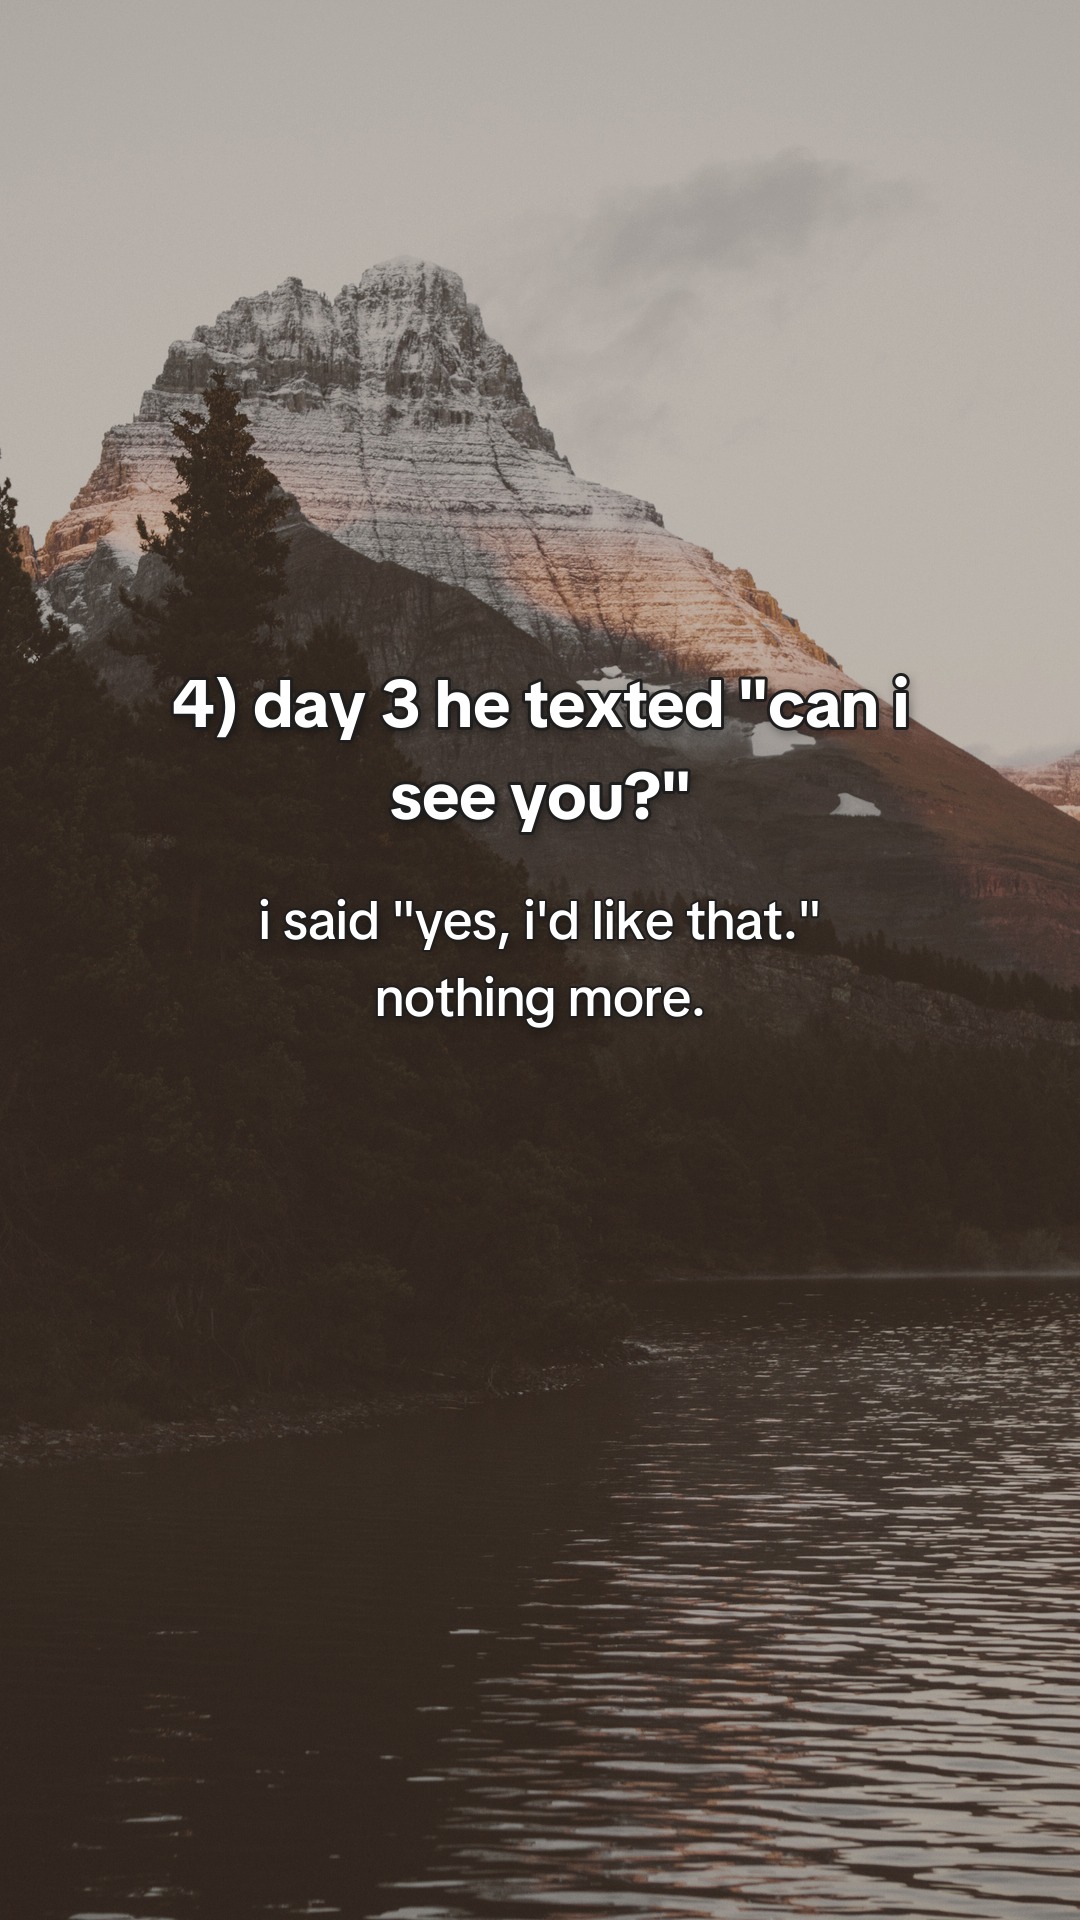 4) day 3 he texted "can i
see you?"
i said "yes, i'd like that."
nothing more.